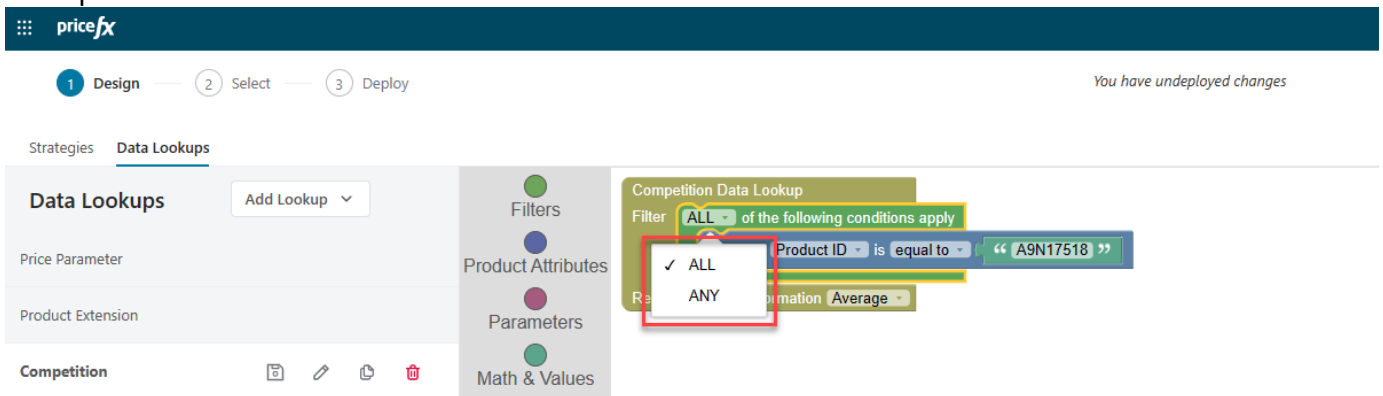 pricefx
1 Design 2 Select 3 Deploy
You have undeployed changes
Strategies Data Lookups
Data Lookups Add Lookup
Filters
Product Attributes
Parameters
Math & Values
Price Parameter
Product Extension
Competition
Competition Data Lookup
Filter ALL of the following conditions apply
Product ID is equal to “ A9N17518 ”
ALL
ANY
Average